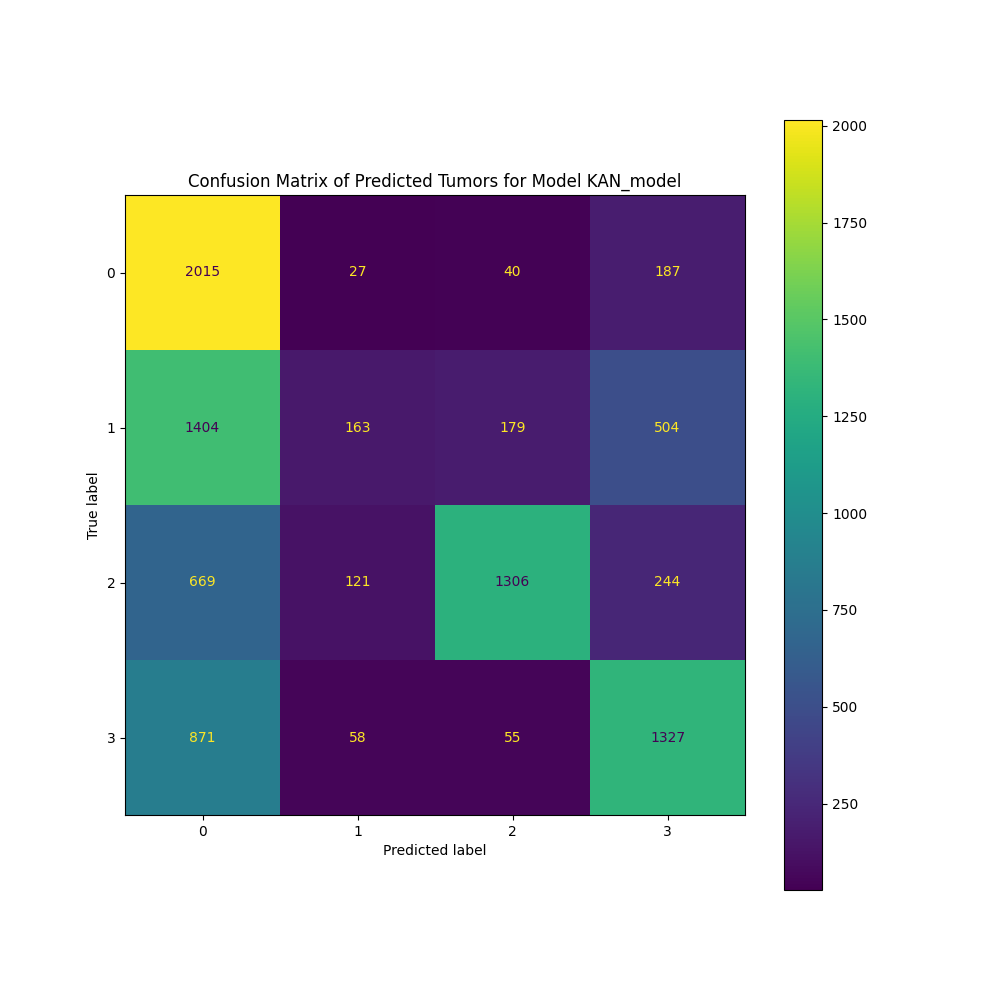 Confusion Matrix of Predicted Tumors for Model KAN_model
0 2015 27 40 187
1 1404 163 179 504
2 669 121 1306 244
3 871 58 55 1327
0 1 2 3
Predicted label
True label
2000
1750
1500
1250
1000
750
500
250